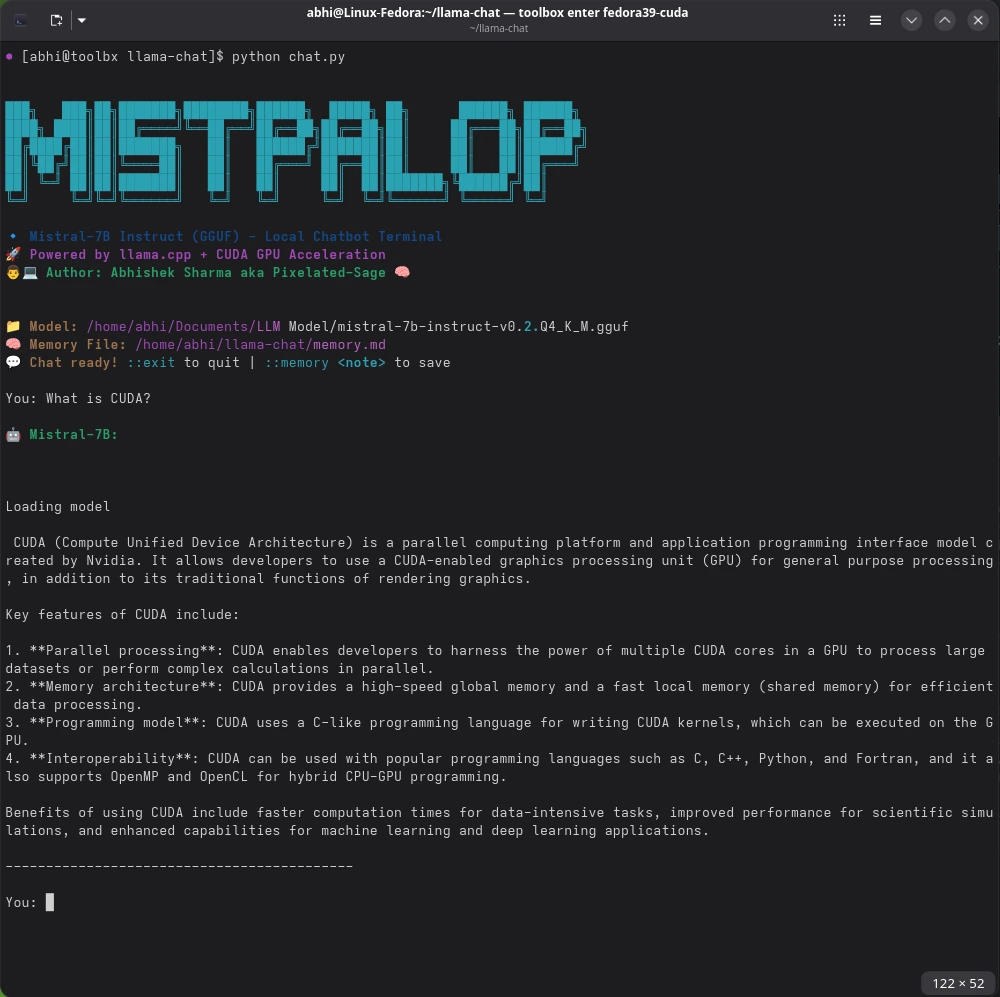 abhi@Linux-Fedora:~/llama-chat — toolbox enter fedora39-cuda
~/llama-chat
[abhi@toolbx llama-chat]$ python chat.py
MISTPAL OP
Mistral-7B Instruct (GGUF) - Local Chatbot Terminal
🚀 Powered by llama.cpp + CUDA GPU Acceleration
👨💻 Author: Abhishek Sharma aka Pixelated-Sage 🧠
📁 Model: /home/abhi/Documents/LLM Model/mistral-7b-instruct-v0.2.Q4_K_M.gguf
🧠 Memory File: /home/abhi/llama-chat/memory.md
💬 Chat ready! ::exit to quit | ::memory <note> to save
You: What is CUDA?
🤖 Mistral-7B:
Loading model
CUDA (Compute Unified Device Architecture) is a parallel computing platform and application programming interface model c
reated by Nvidia. It allows developers to use a CUDA-enabled graphics processing unit (GPU) for general purpose processing
, in addition to its traditional functions of rendering graphics.
Key features of CUDA include:
1. **Parallel processing**: CUDA enables developers to harness the power of multiple CUDA cores in a GPU to process large
datasets or perform complex calculations in parallel.
2. **Memory architecture**: CUDA provides a high-speed global memory and a fast local memory (shared memory) for efficient
data processing.
3. **Programming model**: CUDA uses a C-like programming language for writing CUDA kernels, which can be executed on the G
PU.
4. **Interoperability**: CUDA can be used with popular programming languages such as C, C++, Python, and Fortran, and it a
lso supports OpenMP and OpenCL for hybrid CPU-GPU programming.
Benefits of using CUDA include faster computation times for data-intensive tasks, improved performance for scientific simu
lations, and enhanced capabilities for machine learning and deep learning applications.
-------------------------------------------
You:
122 × 52